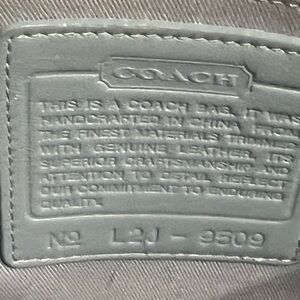 COACH
THIS IS A COACH BAG. IT WAS
HANDCRAFTED IN CHINA FROM
THE FINEST MATERIALS TRIMMED
WITH GENUINE LEATHER. ITS
SUPERIOR CRAFTSMANSHIP AND
ATTENTION TO DETAIL REFLECT
OUR COMMITMENT TO ENDURING
QUALITY.
No L2J - 9509